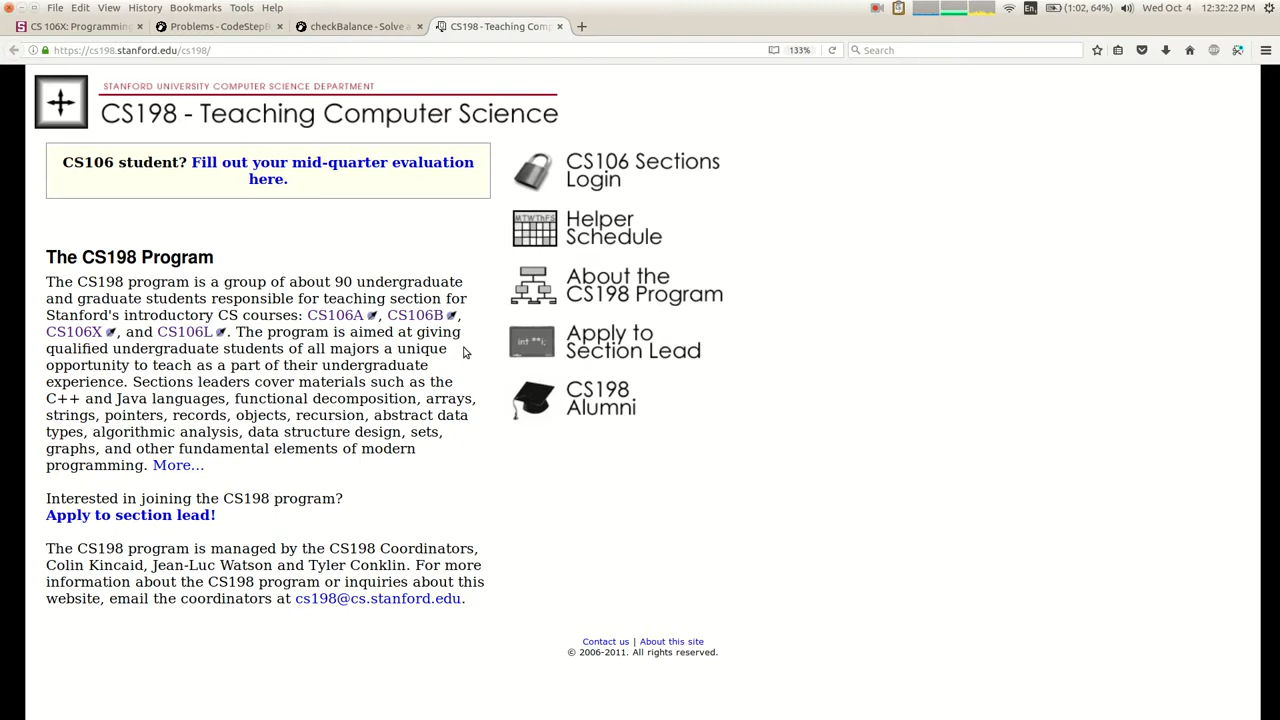 File Edit View History Bookmarks Tools Help
En (1:02, 64%) Wed Oct 4 12:32:22 PM
CS 106X: Programming × Problems - CodeStepB × checkBalance - Solve a × CS198 - Teaching Comp ×
https://cs198.stanford.edu/cs198/ 133% Search
STANFORD UNIVERSITY COMPUTER SCIENCE DEPARTMENT
CS198 - Teaching Computer Science
CS106 student? Fill out your mid-quarter evaluation
here.
The CS198 Program
The CS198 program is a group of about 90 undergraduate
and graduate students responsible for teaching section for
Stanford's introductory CS courses: CS106A, CS106B,
CS106X, and CS106L. The program is aimed at giving
qualified undergraduate students of all majors a unique
opportunity to teach as a part of their undergraduate
experience. Sections leaders cover materials such as the
C++ and Java languages, functional decomposition, arrays,
strings, pointers, records, objects, recursion, abstract data
types, algorithmic analysis, data structure design, sets,
graphs, and other fundamental elements of modern
programming. More...
Interested in joining the CS198 program?
Apply to section lead!
The CS198 program is managed by the CS198 Coordinators,
Colin Kincaid, Jean-Luc Watson and Tyler Conklin. For more
information about the CS198 program or inquiries about this
website, email the coordinators at cs198@cs.stanford.edu.
CS106 Sections
Login
MTWThFS
Helper
Schedule
About the
CS198 Program
int **i;
Apply to
Section Lead
CS198
Alumni
Contact us | About this site
© 2006-2011. All rights reserved.